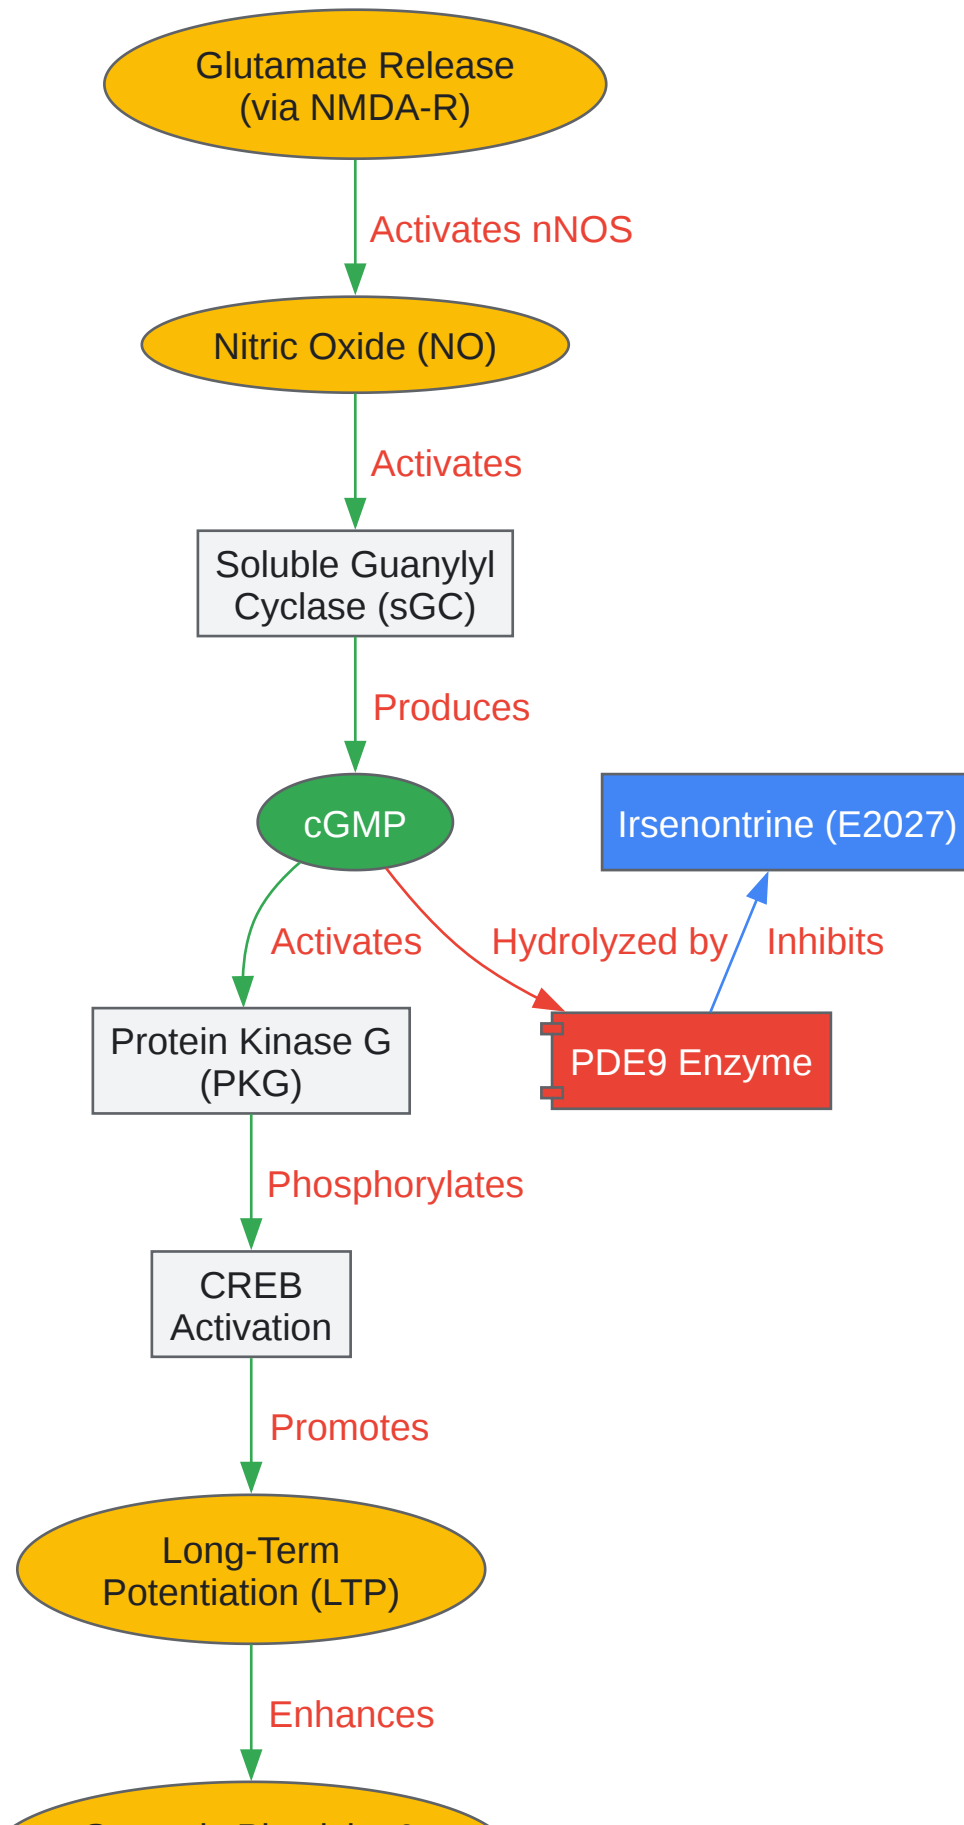 Glutamate Release
(via NMDA-R)
Activates nNOS
Nitric Oxide (NO)
Activates
Soluble Guanylyl
Cyclase (sGC)
Produces
cGMP
Irsenontrine (E2027)
Activates
Hydrolyzed by
Inhibits
Protein Kinase G
(PKG)
PDE9 Enzyme
Phosphorylates
CREB
Activation
Promotes
Long-Term
Potentiation (LTP)
Enhances